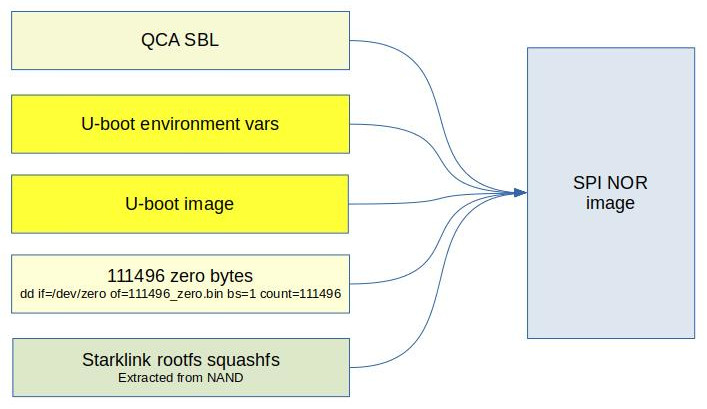 QCA SBL
U-boot environment vars
U-boot image
111496 zero bytes
dd if=/dev/zero of=111496_zero.bin bs=1 count=111496
Starklink rootfs squashfs
Extracted from NAND
SPI NOR
image